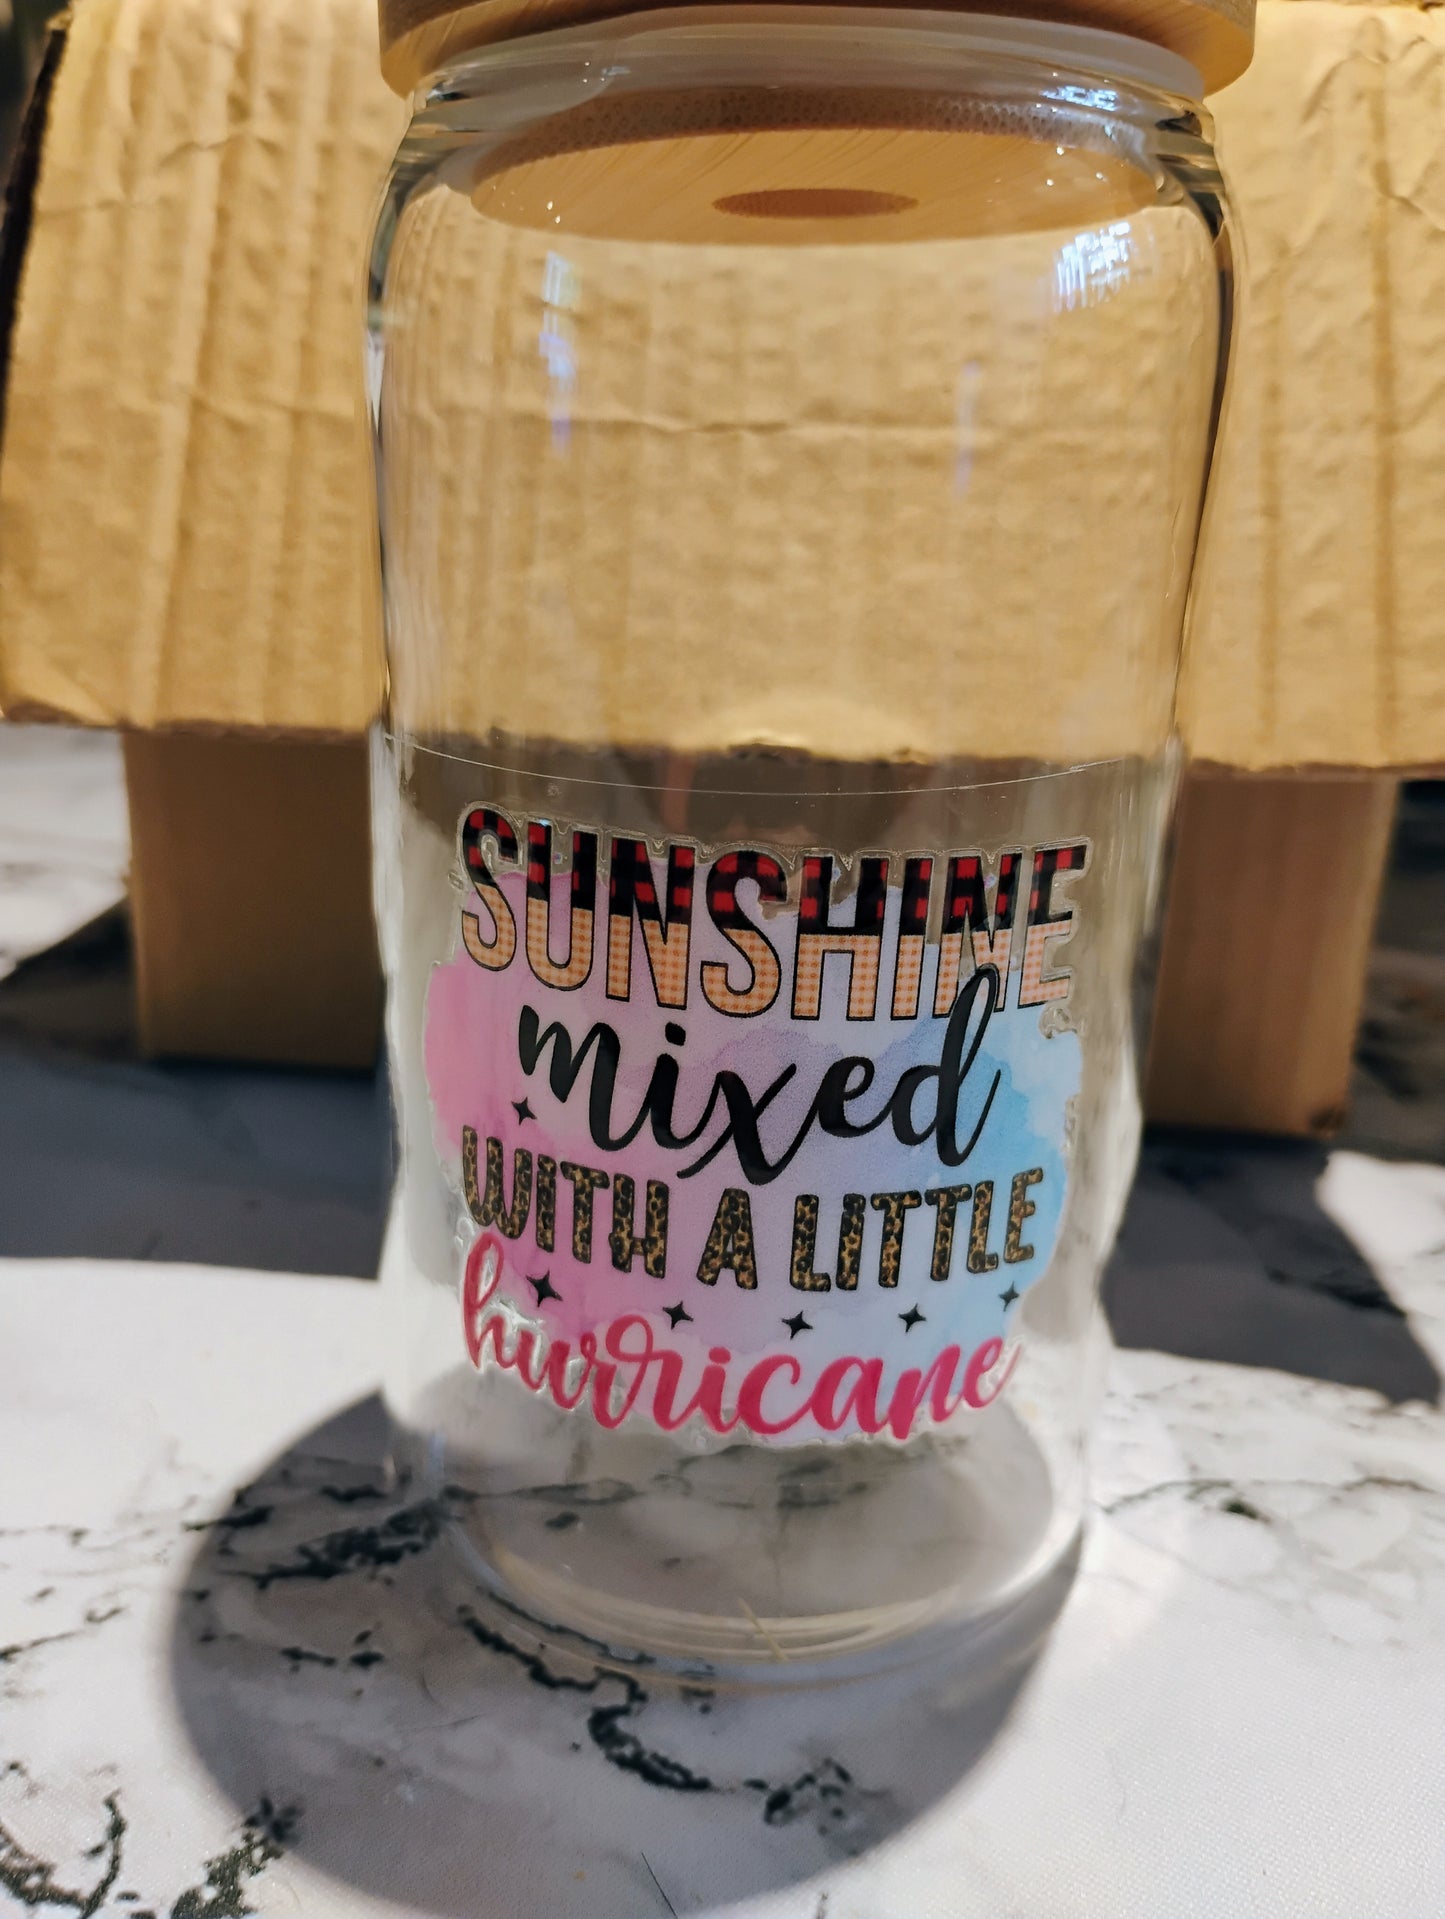 SUNSHINE
mixed
WITH A LITTLE
hurricane